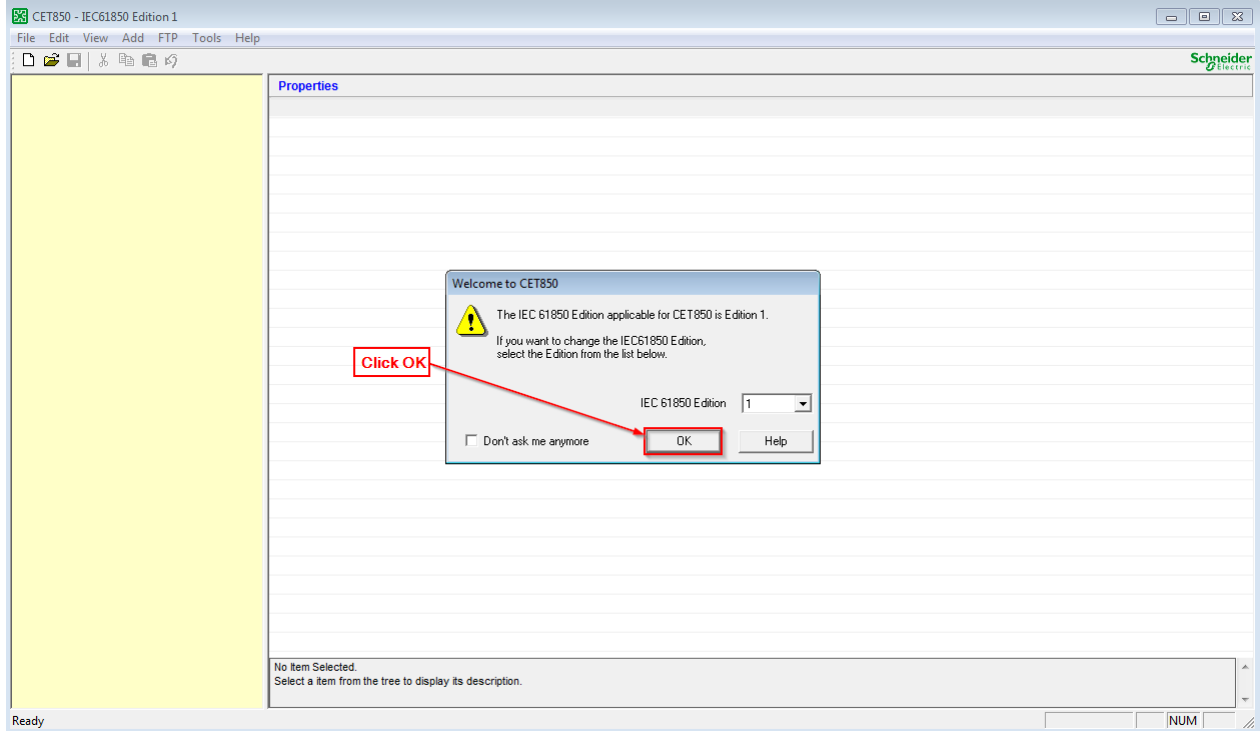 CET850 - IEC61850 Edition 1
File Edit View Add FTP Tools Help
Schneider
Electric
Properties
Welcome to CET850
The IEC 61850 Edition applicable for CET850 is Edition 1.
If you want to change the IEC61850 Edition,
select the Edition from the list below.
Click OK
IEC 61850 Edition 1
Don't ask me anymore OK Help
No Item Selected.
Select a item from the tree to display its description.
Ready NUM